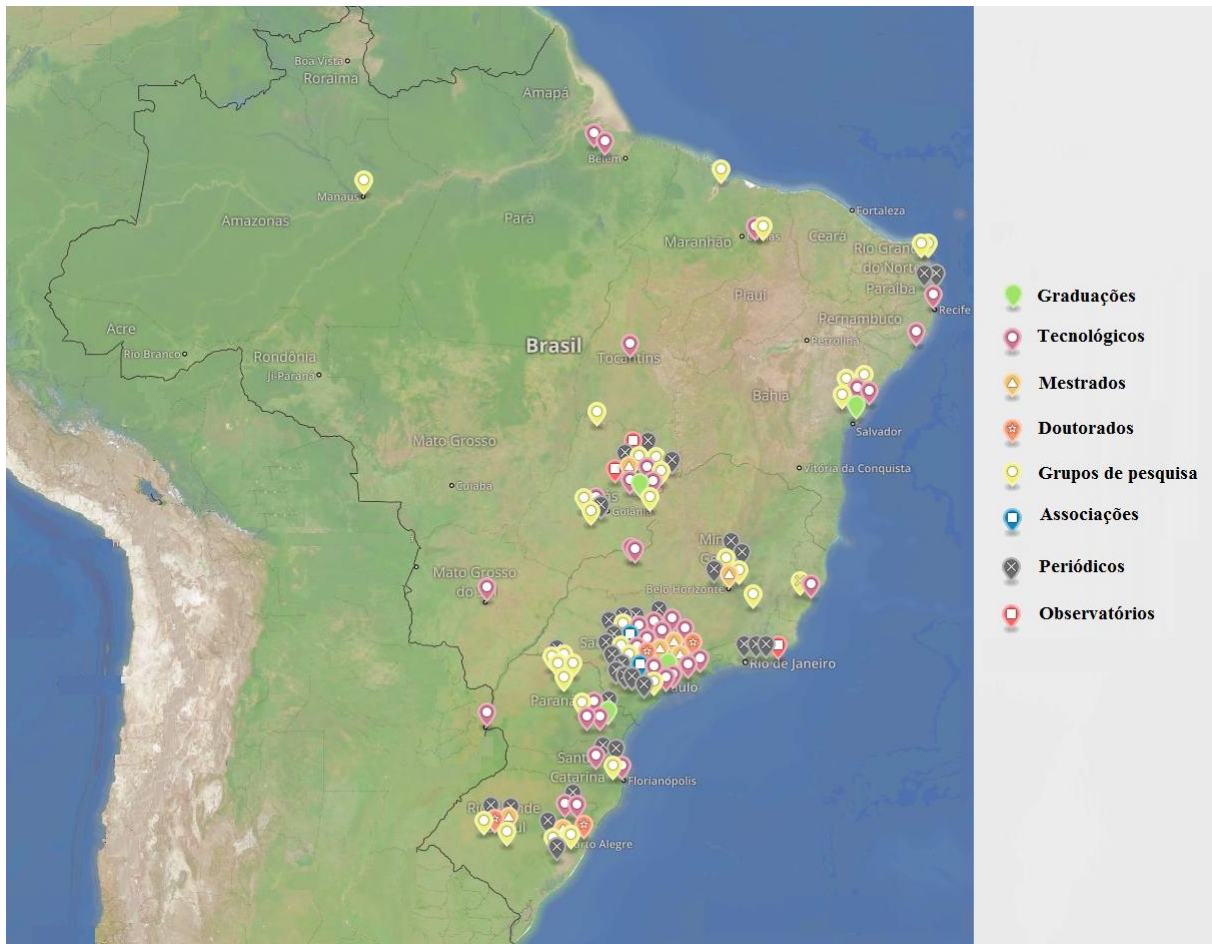 Boa Vista
Roraima
Amapá
Belém
Manaus
Amazonas
Pará
Fortaleza
Maranhão
Ceará
Rio Grande
do Norte
Paraíba
Piauí
Recife
Pernambuco
Acre
Brasil
Tocantins
Petrolina
Rio Branco
Rondônia
Ji-Paraná
Bahia
Salvador
Mato Grosso
Vitória da Conquista
Cuiabá
Goiânia
Mato Grosso
do
Belo Horizonte
Rio de Janeiro
Paraná
Catarina
Florianópolis
Porto Alegre
Graduações
Tecnológicos
Mestrados
Doutorados
Grupos de pesquisa
Associações
Periódicos
Observatórios